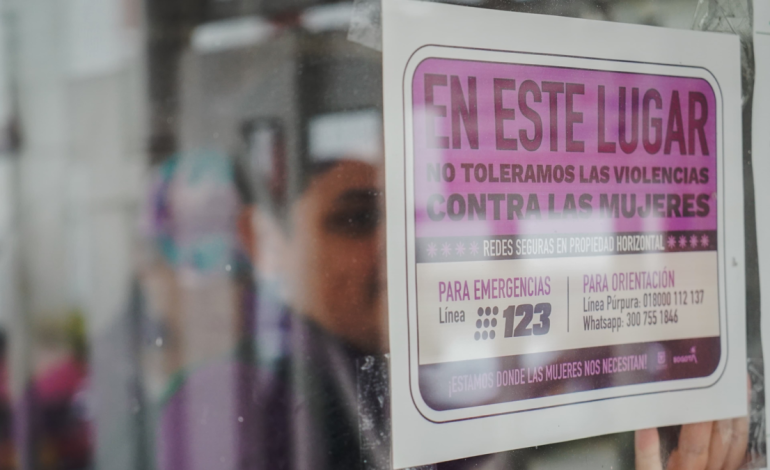 EN ESTE LUGAR
NO TOLERAMOS LAS VIOLENCIAS
CONTRA LAS MUJERES
REDES SEGURAS EN PROPIEDAD HORIZONTAL
PARA EMERGENCIAS
Línea 123
PARA ORIENTACIÓN
Línea Púrpura: 018000 112 137
Whatsapp: 300 755 1846
¡ESTAMOS DONDE LAS MUJERES NOS NECESITAN!
BOGOTÁ